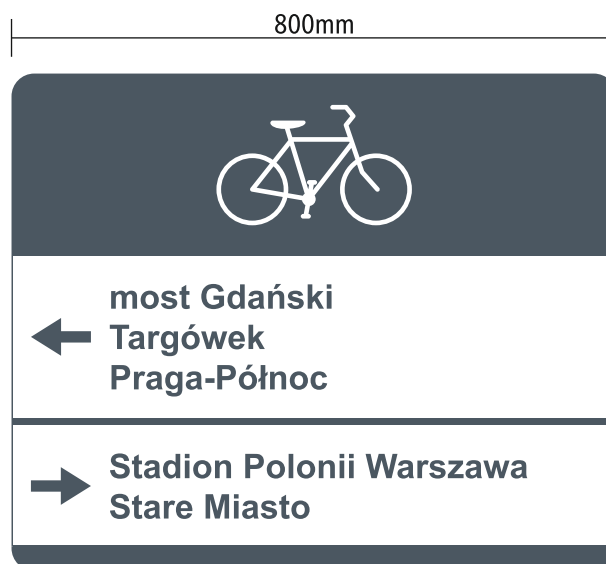 800mm
most Gdański
Targówek
Praga-Północ
Stadion Polonii Warszawa
Stare Miasto